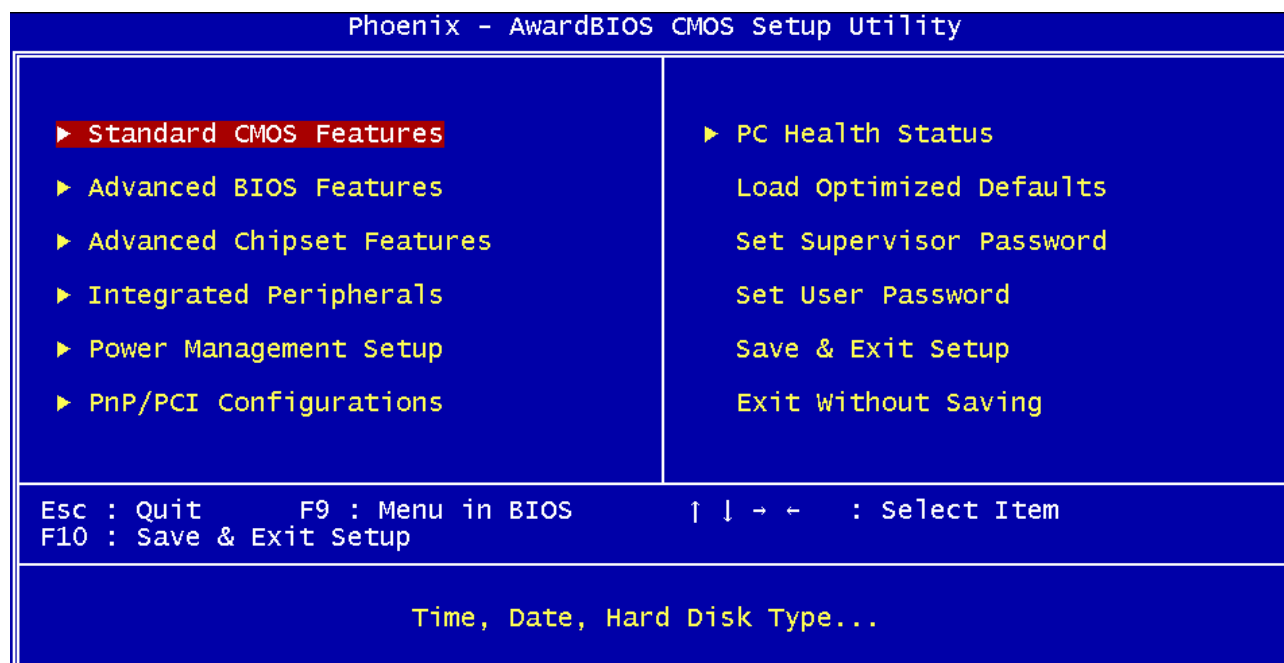 Phoenix – AwardBIOS CMOS Setup Utility
▶ Standard CMOS Features
▶ Advanced BIOS Features
▶ Advanced Chipset Features
▶ Integrated Peripherals
▶ Power Management Setup
▶ PnP/PCI Configurations
▶ PC Health Status
Load Optimized Defaults
Set Supervisor Password
Set User Password
Save & Exit Setup
Exit Without Saving
Esc : Quit F9 : Menu in BIOS ↑ ↓ → ← : Select Item
F10 : Save & Exit Setup
Time, Date, Hard Disk Type...